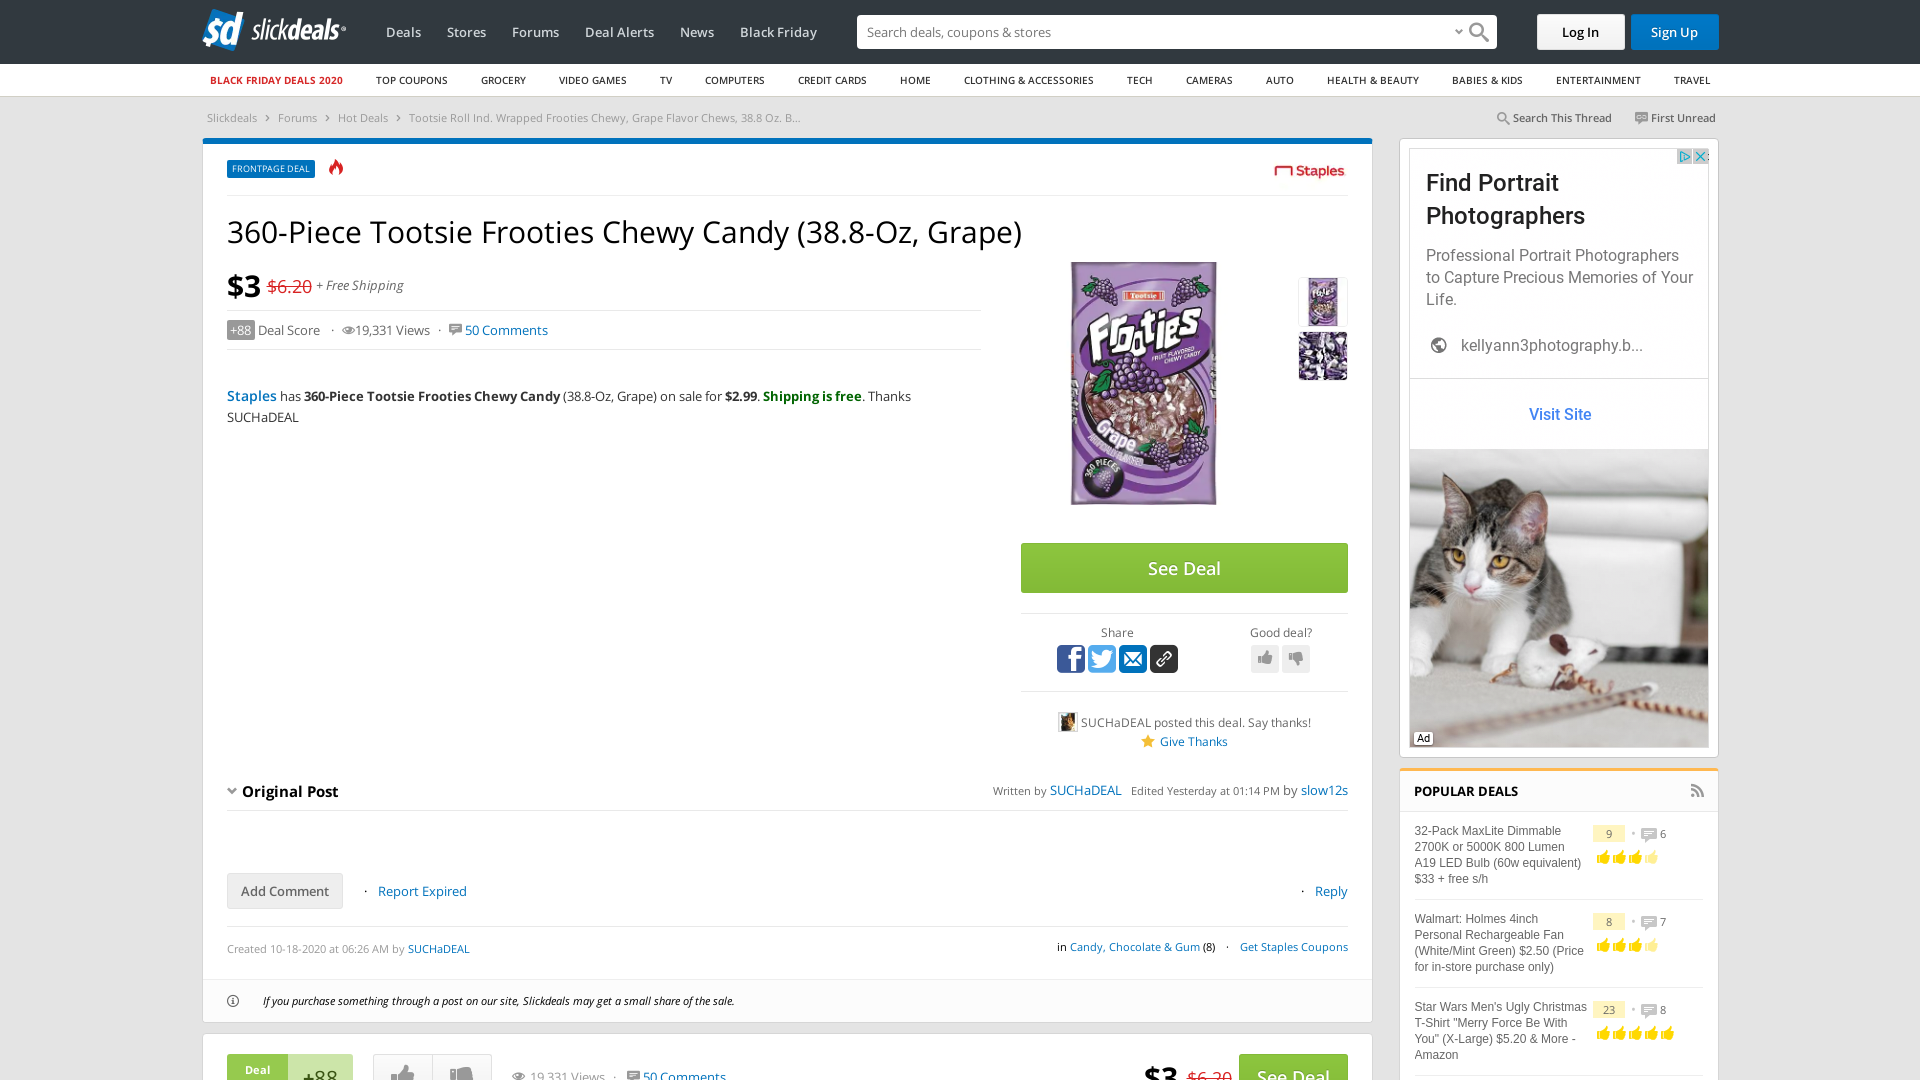 sd slickdeals
Deals
Stores
Forums
Deal Alerts
News
Black Friday
Search deals, coupons & shops
Log In
Sign Up
BLACK FRIDAY DEALS 2020
TOP COUPONS
GROCERY
VIDEO GAMES
TV
COMPUTERS
CREDIT CARDS
HOME
CLOTHING & ACCESSORIES
TECH
CAMERAS
AUTO
HEALTH & BEAUTY
BABIES & KIDS
ENTERTAINMENT
TRAVEL
Slickdeals › Forums › Hot Deals › Tootsie Roll Ind. Wrapped Frooties Chewy, Grape Flavor Chews, 38.8 Oz. B...
Search This Thread
First Unread
FRONTPAGE DEAL
Staples
360-Piece Tootsie Frooties Chewy Candy (38.8-Oz, Grape)
$3 $6.20 + Free Shipping
+88 Deal Score · 19,331 Views · 50 Comments
Staples has 360-Piece Tootsie Frooties Chewy Candy (38.8-Oz, Grape) on sale for $2.99. Shipping is free. Thanks
SUCHaDEAL
Tootsie
Frooties
FRUIT FLAVORED
CHEWY CANDY
Grape
360 PIECES
See Deal
Share
Good deal?
SUCHaDEAL posted this deal. Say thanks!
Give Thanks
Original Post
Written by SUCHaDEAL Edited Yesterday at 01:14 PM by slow12s
Add Comment · Report Expired
· Reply
Created 10-18-2020 at 06:26 AM by SUCHaDEAL
in Candy, Chocolate & Gum (8) · Get Staples Coupons
If you purchase something through a post on our site, Slickdeals may get a small share of the sale.
Deal
+88
19,331 Views · 50 Comments
$3 $6.20
See Deal
Find Portrait
Photographers
Professional Portrait Photographers
to Capture Precious Memories of Your
Life.
kellyann3photography.b...
Visit Site
Ad
POPULAR DEALS
32-Pack MaxLite Dimmable
2700K or 5000K 800 Lumen
A19 LED Bulb (60w equivalent)
$33 + free s/h
9 • 6
Walmart: Holmes 4inch
Personal Rechargeable Fan
(White/Mint Green) $2.50 (Price
for in-store purchase only)
8 • 7
Star Wars Men's Ugly Christmas
T-Shirt "Merry Force Be With
You" (X-Large) $5.20 & More -
Amazon
23 • 8